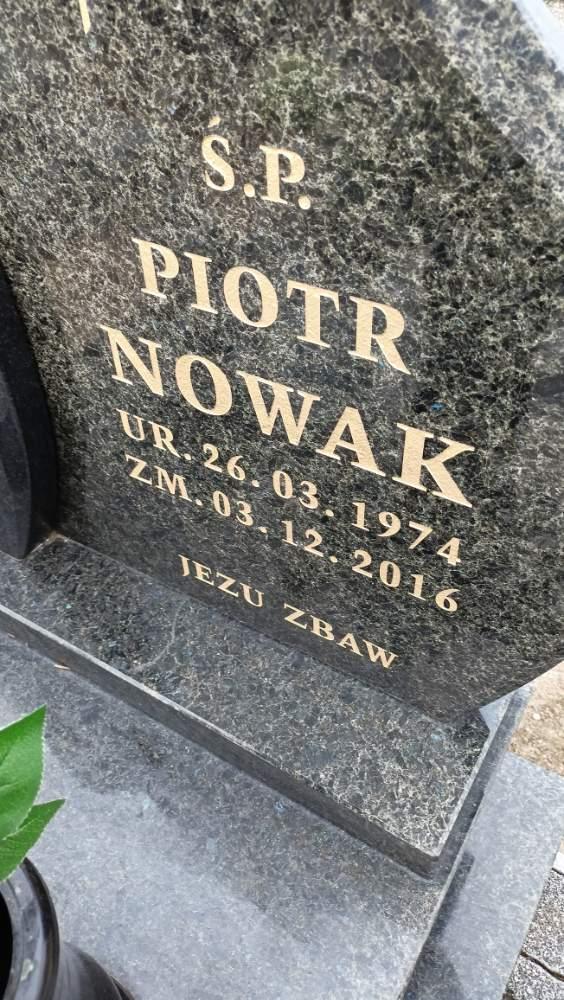 Ś.P.
PIOTR
NOWAK
UR. 26. 03. 1974
ZM. 03. 12. 2016
JEZU ZBAW